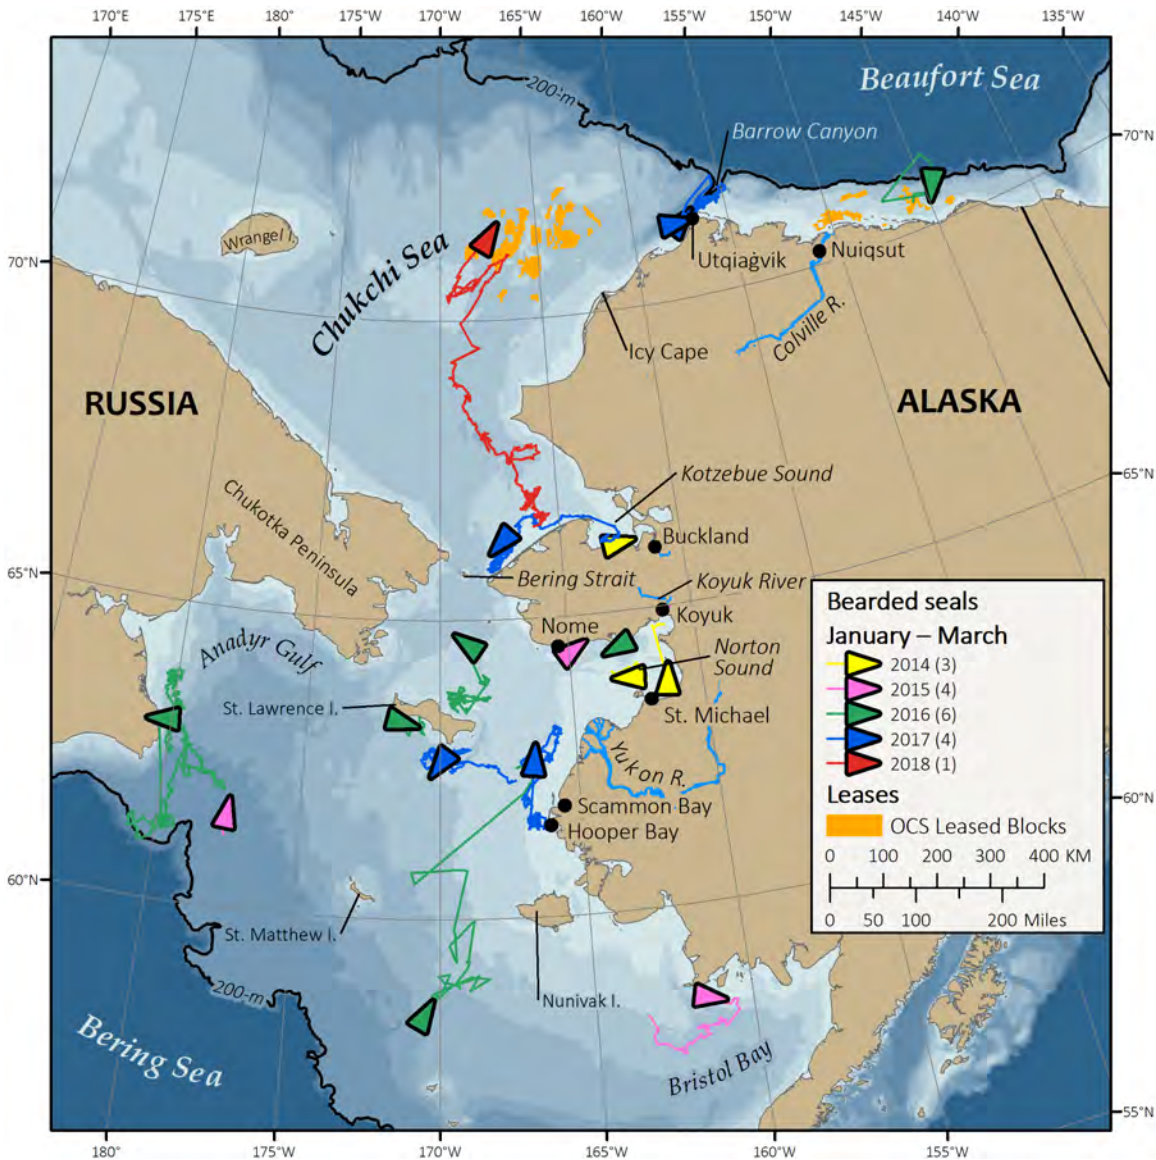 170°E
175°E
180°
175°W
170°W
165°W
160°W
155°W
150°W
145°W
140°W
135°W
Beaufort Sea
200-m
Barrow Canyon
70°N
Wrangel I.
Chukchi Sea
Utqiaġvik
Nuiqsut
70°N
Colville R.
Icy Cape
RUSSIA
ALASKA
Kotzebue Sound
65°N
Chukotka
Peninsula
Buckland
65°N
Bering Strait
Koyuk River
Koyuk
Nome
Norton
Sound
Anadyr Gulf
St. Lawrence I.
St. Michael
Yukon R.
Scammon Bay
Hooper Bay
60°N
60°N
St. Matthew I.
200-m
Nunivak I.
Bering Sea
Bristol Bay
55°N
Bearded seals
January – March
2014 (3)
2015 (4)
2016 (6)
2017 (4)
2018 (1)
Leases
OCS Leased Blocks
0 100 200 300 400 KM
0 50 100 200 Miles
180°
175°W
170°W
165°W
160°W
155°W